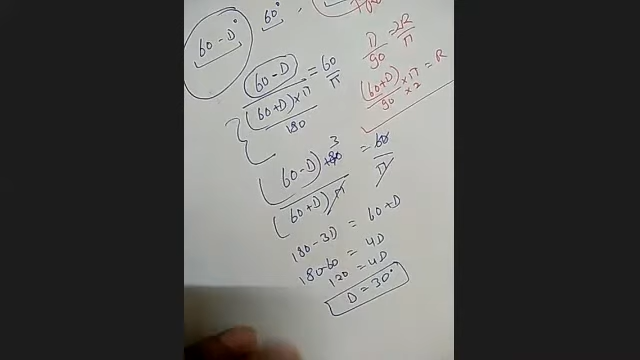 60 - D°
60°
(60 - D) / ((60 + D) × π / 180) = 60 / π
π / 90 = 2R / π
(60 + D) / 90 × π × 2 = R
(60 - D) × 180 3 / (60 + D) π = 60 / π
180 - 3D = 60 + D
180 - 60 = 4D
120 = 4D
D = 30°